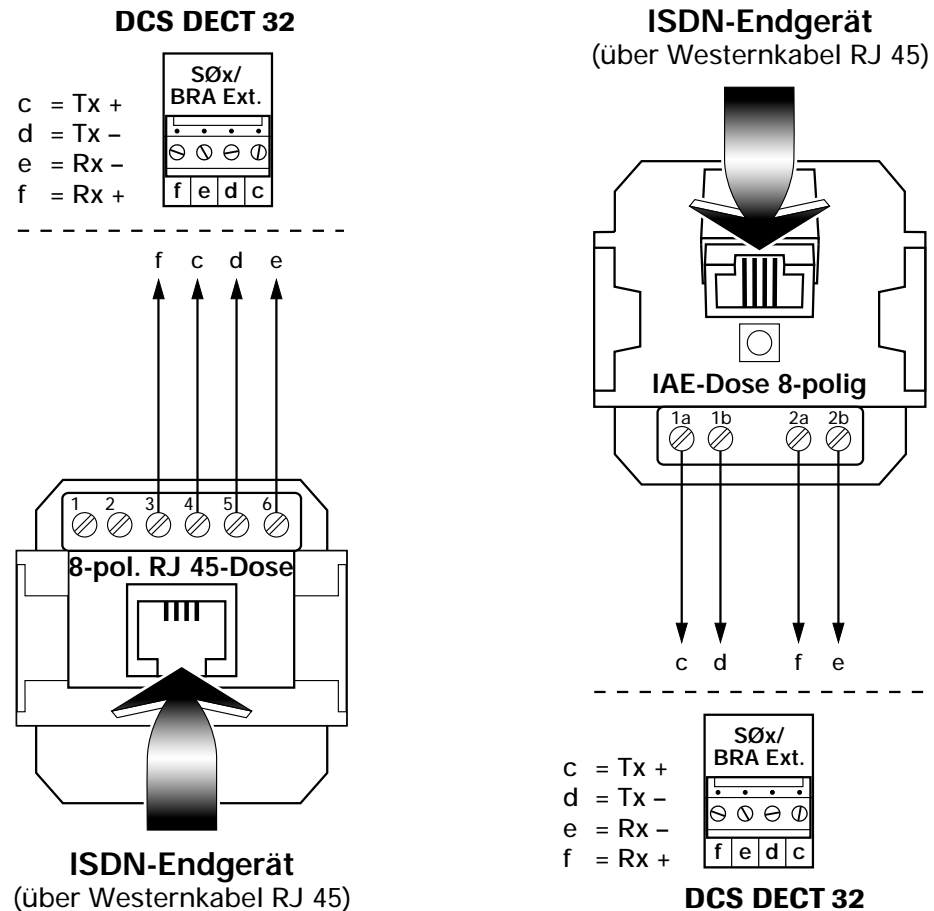 DCS DECT 32
SØx/
BRA Ext.
c = Tx +
d = Tx –
e = Rx –
f = Rx +
f e d c
f c d e
1 2 3 4 5 6
8-pol. RJ 45-Dose
ISDN-Endgerät
(über Westernkabel RJ 45)
ISDN-Endgerät
(über Westernkabel RJ 45)
IAE-Dose 8-polig
1a 1b 2a 2b
c d f e
SØx/
BRA Ext.
c = Tx +
d = Tx –
e = Rx –
f = Rx +
f e d c
DCS DECT 32